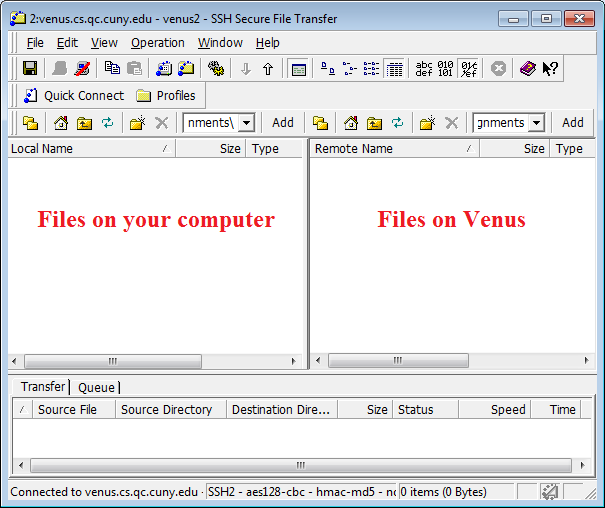 2:venus.cs.qc.cuny.edu - venus2 - SSH Secure File Transfer
File Edit View Operation Window Help
abc def 010 101
Quick Connect Profiles
nments\ Add gnments Add
Local Name / Size Type Remote Name / Size Type
Files on your computer Files on Venus
Transfer Queue
/ Source File Source Directory Destination Dire... Size Status Speed Time
Connected to venus.cs.qc.cuny.edu - SSH2 - aes128-cbc - hmac-md5 - no 0 items (0 Bytes)